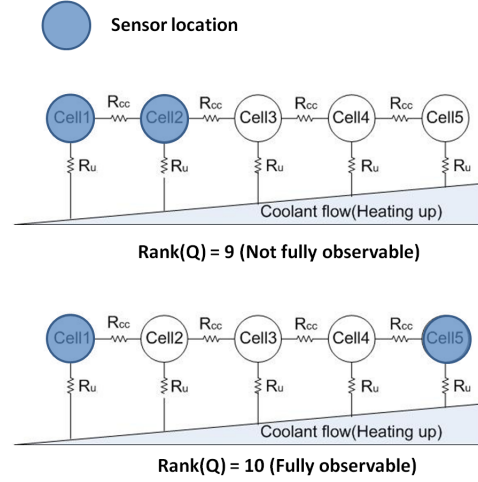 Sensor location
Rcc Rcc Rcc Rcc
Cell1 Cell2 Cell3 Cell4 Cell5
Ru Ru Ru Ru Ru
Coolant flow(Heating up)
Rank(Q) = 9 (Not fully observable)
Rcc Rcc Rcc Rcc
Cell1 Cell2 Cell3 Cell4 Cell5
Ru Ru Ru Ru Ru
Coolant flow(Heating up)
Rank(Q) = 10 (Fully observable)